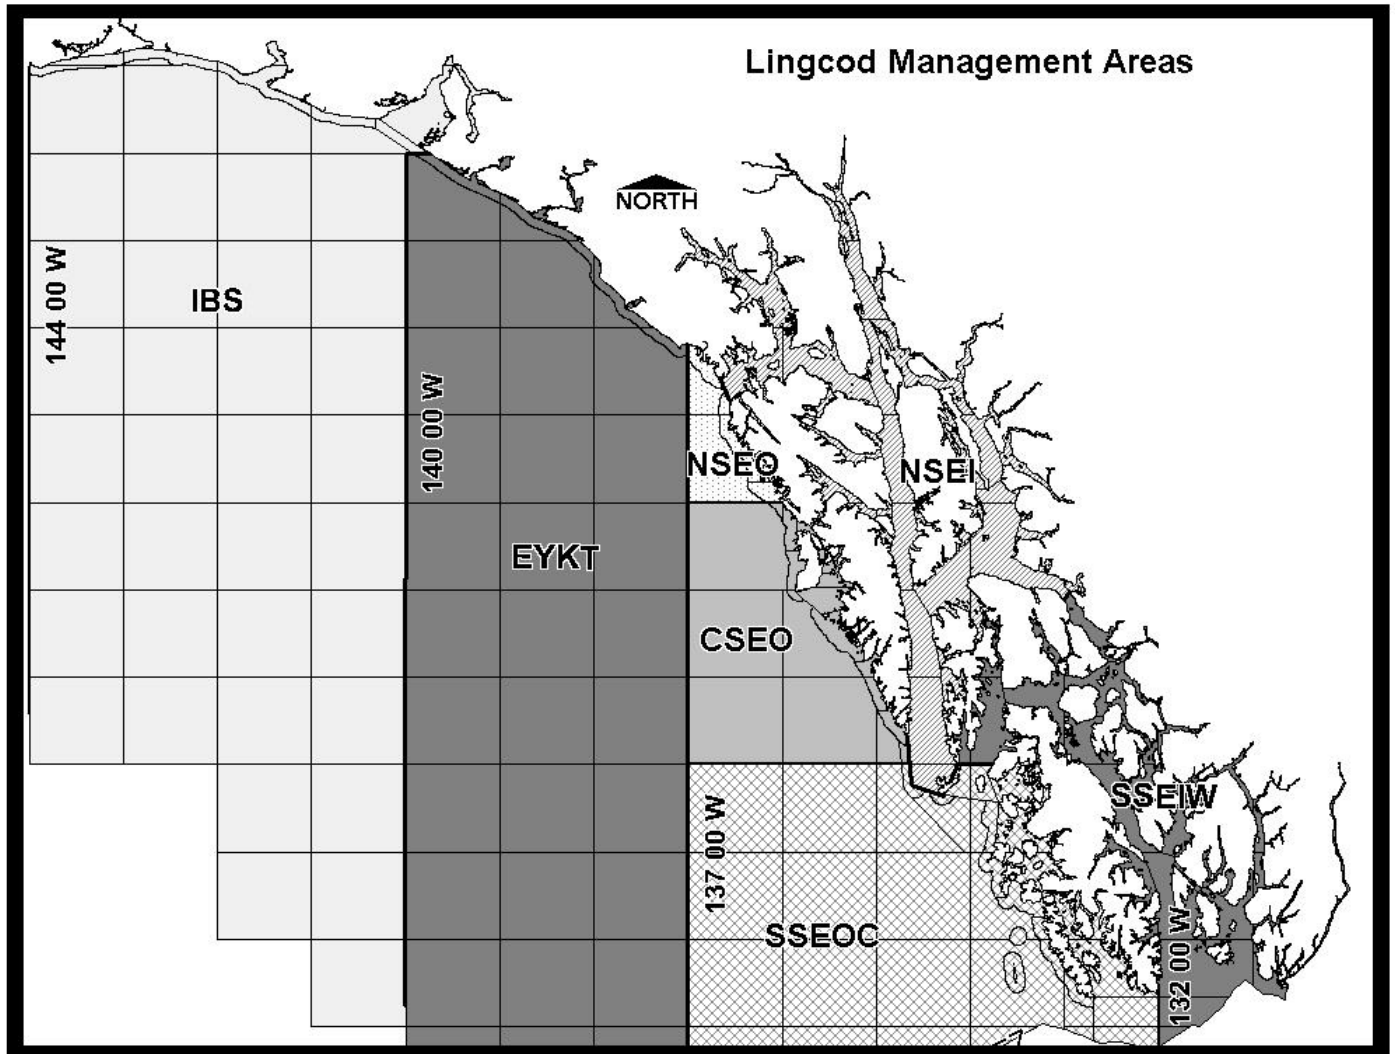 Lingcod Management Areas
NORTH
144 00 W
IBS
140 00 W
NSEO
NSEI
EYKT
CSEO
SSEIW
137 00 W
SSEOC
132 00 W